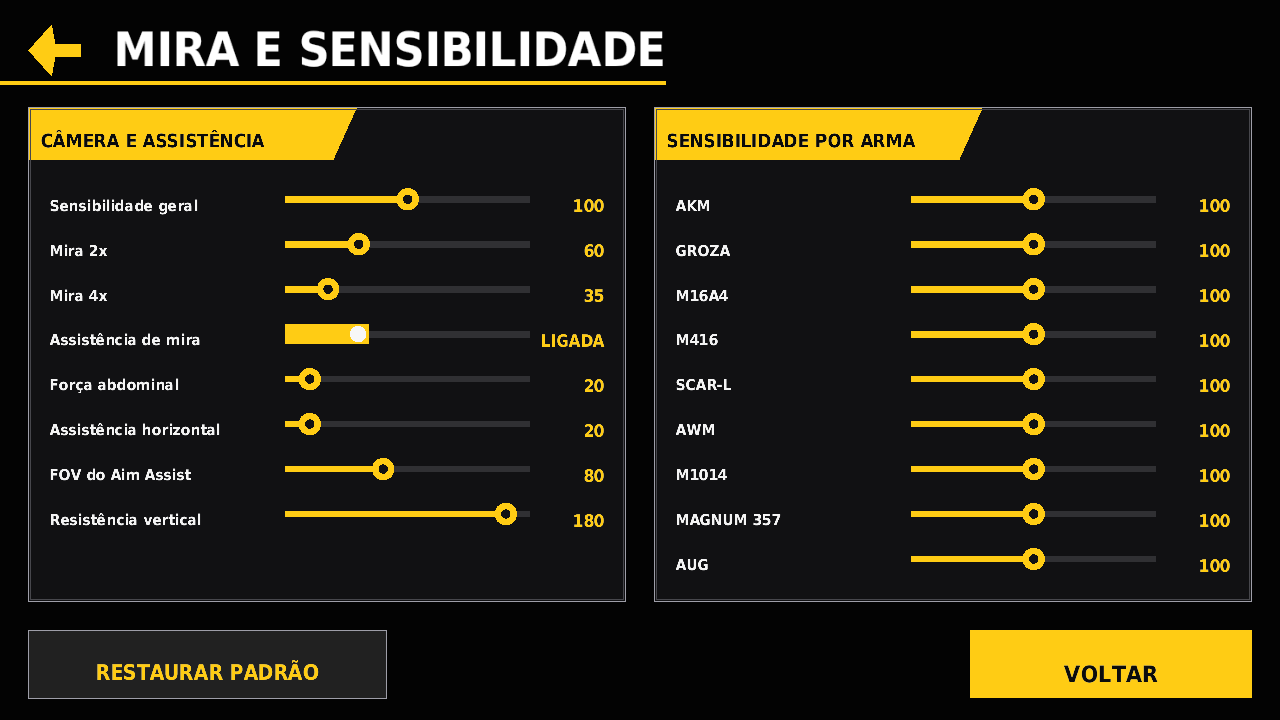 MIRA E SENSIBILIDADE
CÂMERA E ASSISTÊNCIA
Sensibilidade geral 100
Mira 2x 60
Mira 4x 35
Assistência de mira LIGADA
Força abdominal 20
Assistência horizontal 20
FOV do Aim Assist 80
Resistência vertical 180
SENSIBILIDADE POR ARMA
AKM 100
GROZA 100
M16A4 100
M416 100
SCAR-L 100
AWM 100
M1014 100
MAGNUM 357 100
AUG 100
RESTAURAR PADRÃO
VOLTAR